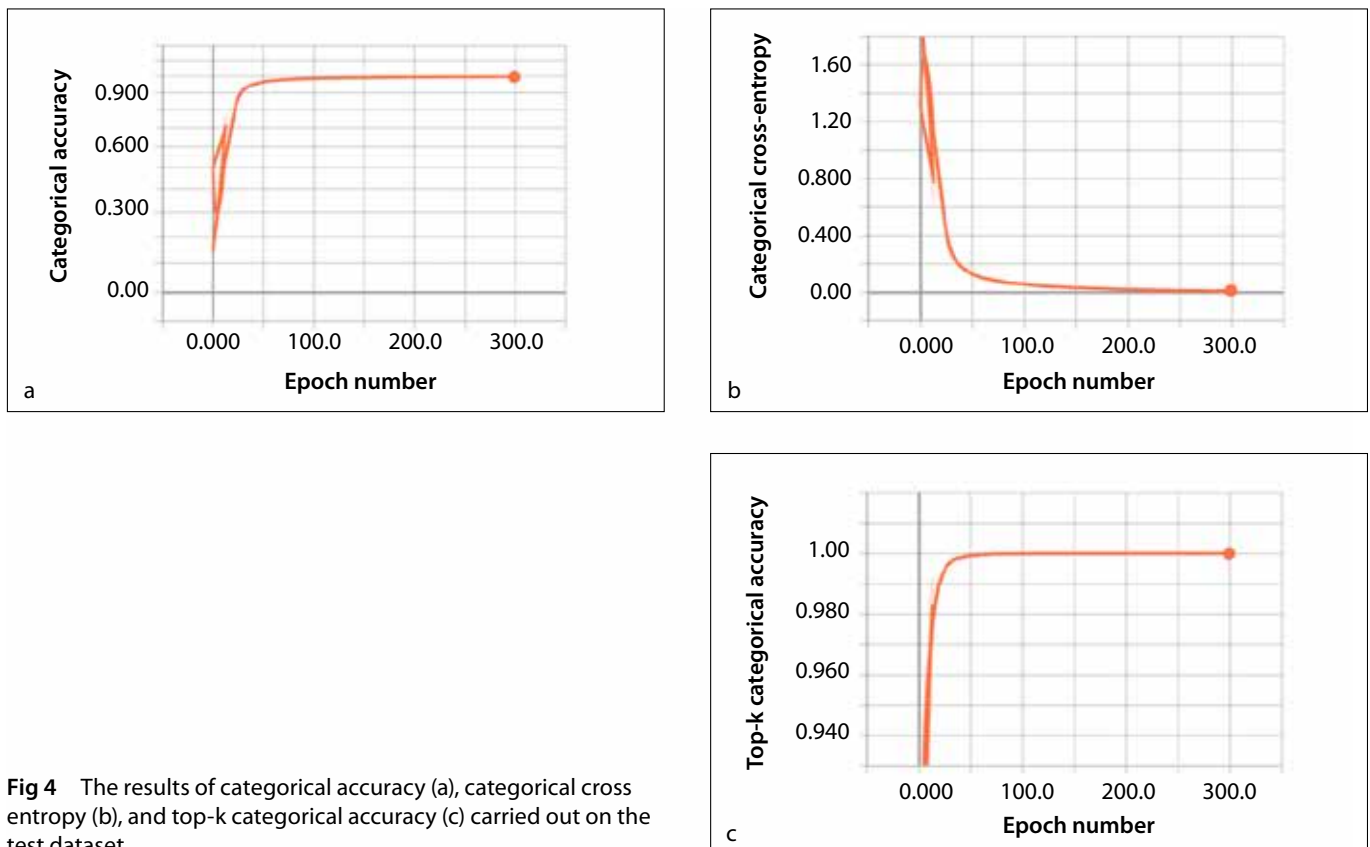 Categorical accuracy
0.900
0.600
0.300
0.00
0.000 100.0 200.0 300.0
Epoch number
a
Categorical cross-entropy
1.60
1.20
0.800
0.400
0.00
0.000 100.0 200.0 300.0
Epoch number
b
Top-k categorical accuracy
1.00
0.980
0.960
0.940
0.000 100.0 200.0 300.0
Epoch number
c
Fig 4 The results of categorical accuracy (a), categorical cross
entropy (b), and top-k categorical accuracy (c) carried out on the
test dataset